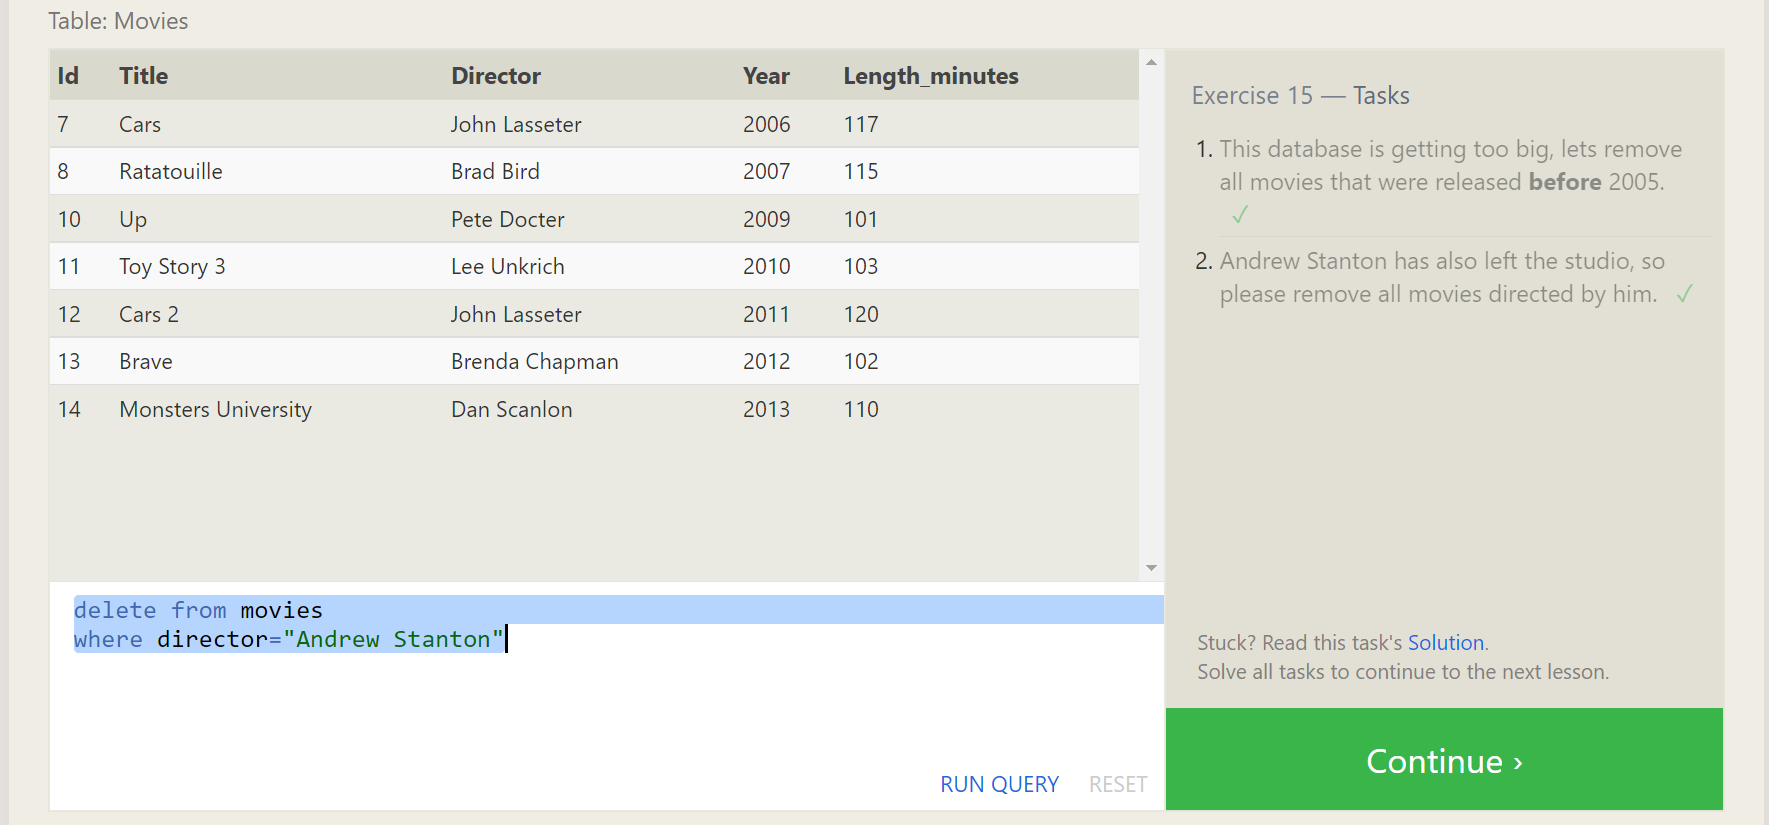 Table: Movies
Id Title Director Year Length_minutes
7 Cars John Lasseter 2006 117
8 Ratatouille Brad Bird 2007 115
10 Up Pete Docter 2009 101
11 Toy Story 3 Lee Unkrich 2010 103
12 Cars 2 John Lasseter 2011 120
13 Brave Brenda Chapman 2012 102
14 Monsters University Dan Scanlon 2013 110
delete from movies
where director="Andrew Stanton"
RUN QUERY RESET
Exercise 15 — Tasks
1. This database is getting too big, lets remove
all movies that were released before 2005.
✓
2. Andrew Stanton has also left the studio, so
please remove all movies directed by him. ✓
Stuck? Read this task's Solution.
Solve all tasks to continue to the next lesson.
Continue ›